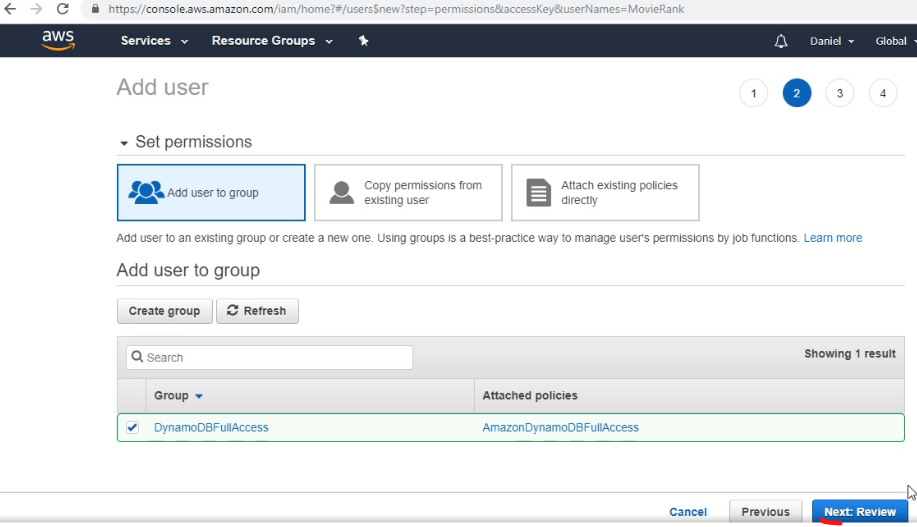 https://console.aws.amazon.com/iam/home?#/users$new?step=permissions&accessKey&userNames=MovieRank
aws Services Resource Groups Daniel Global
Add user
1 2 3 4
Set permissions
Add user to group
Copy permissions from
existing user
Attach existing policies
directly
Add user to an existing group or create a new one. Using groups is a best-practice way to manage user's permissions by job functions. Learn more
Add user to group
Create group Refresh
Search Showing 1 result
Group Attached policies
DynamoDBFullAccess AmazonDynamoDBFullAccess
Cancel Previous Next: Review